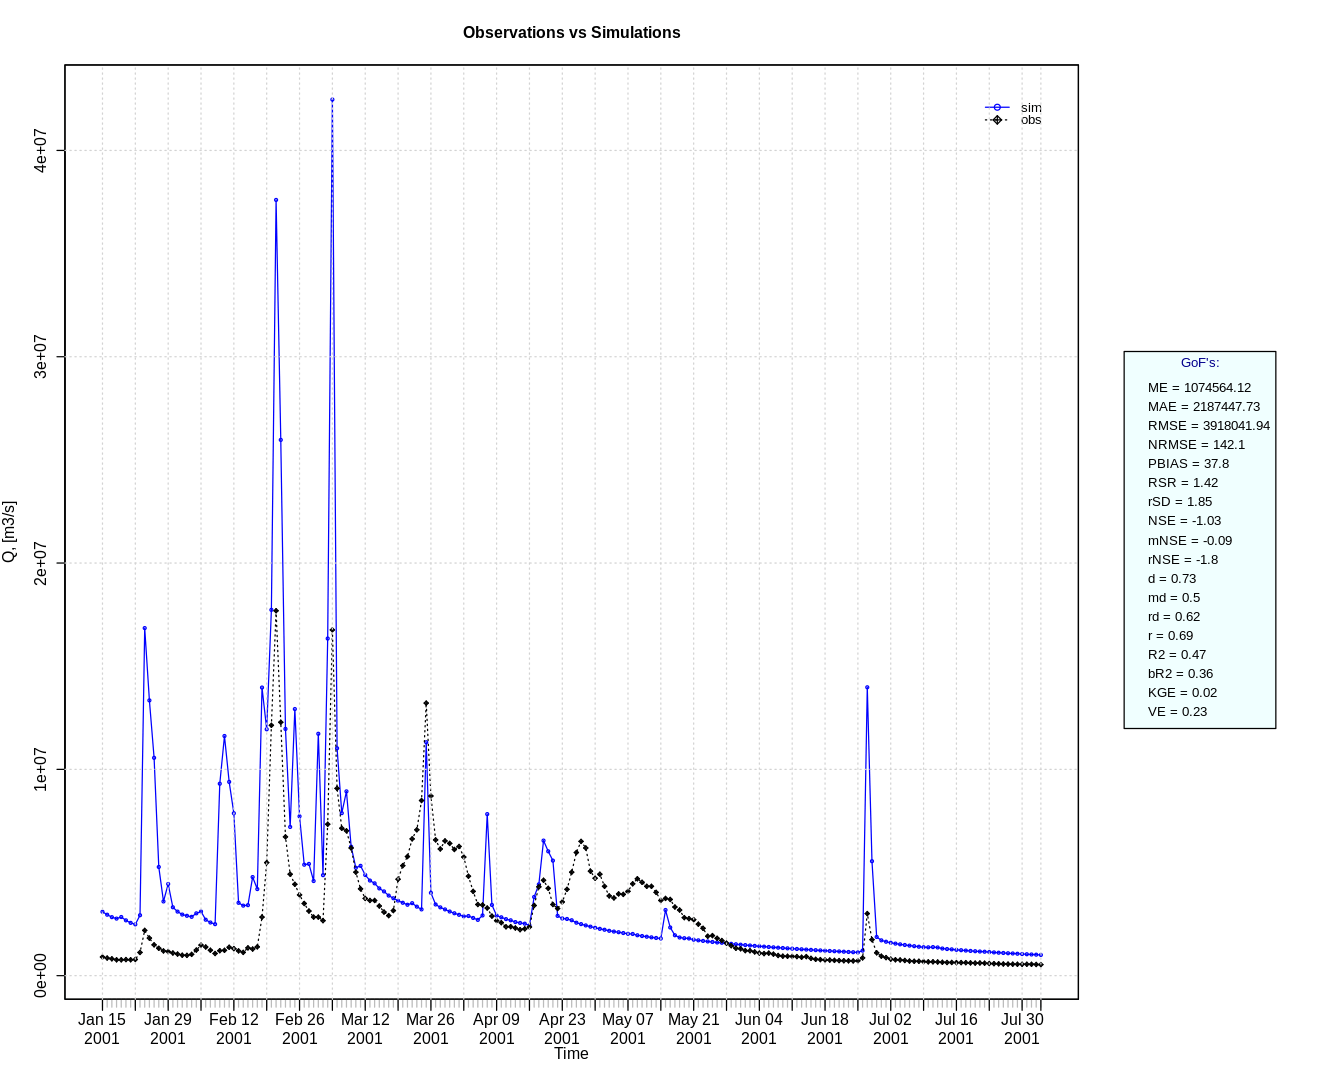 Observations vs Simulations
sim
obs
4e+07
3e+07
2e+07
1e+07
0e+00
Q, [m3/s]
Jan 15 Jan 29 Feb 12 Feb 26 Mar 12 Mar 26 Apr 09 Apr 23 May 07 May 21 Jun 04 Jun 18 Jul 02 Jul 16 Jul 30
2001 2001 2001 2001 2001 2001 2001 2001 2001 2001 2001 2001 2001 2001 2001
Time
GoF's:
ME = 1074564.12
MAE = 2187447.73
RMSE = 3918041.94
NRMSE = 142.1
PBIAS = 37.8
RSR = 1.42
rSD = 1.85
NSE = -1.03
mNSE = -0.09
rNSE = -1.8
d = 0.73
md = 0.5
rd = 0.62
r = 0.69
R2 = 0.47
bR2 = 0.36
KGE = 0.02
VE = 0.23